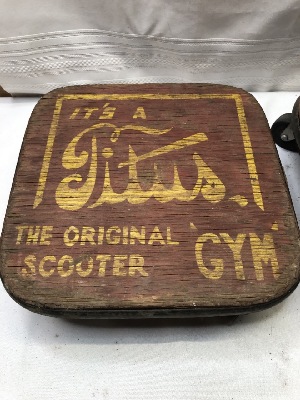 IT'S A
Titus.
THE ORIGINAL 'GYM'
SCOOTER